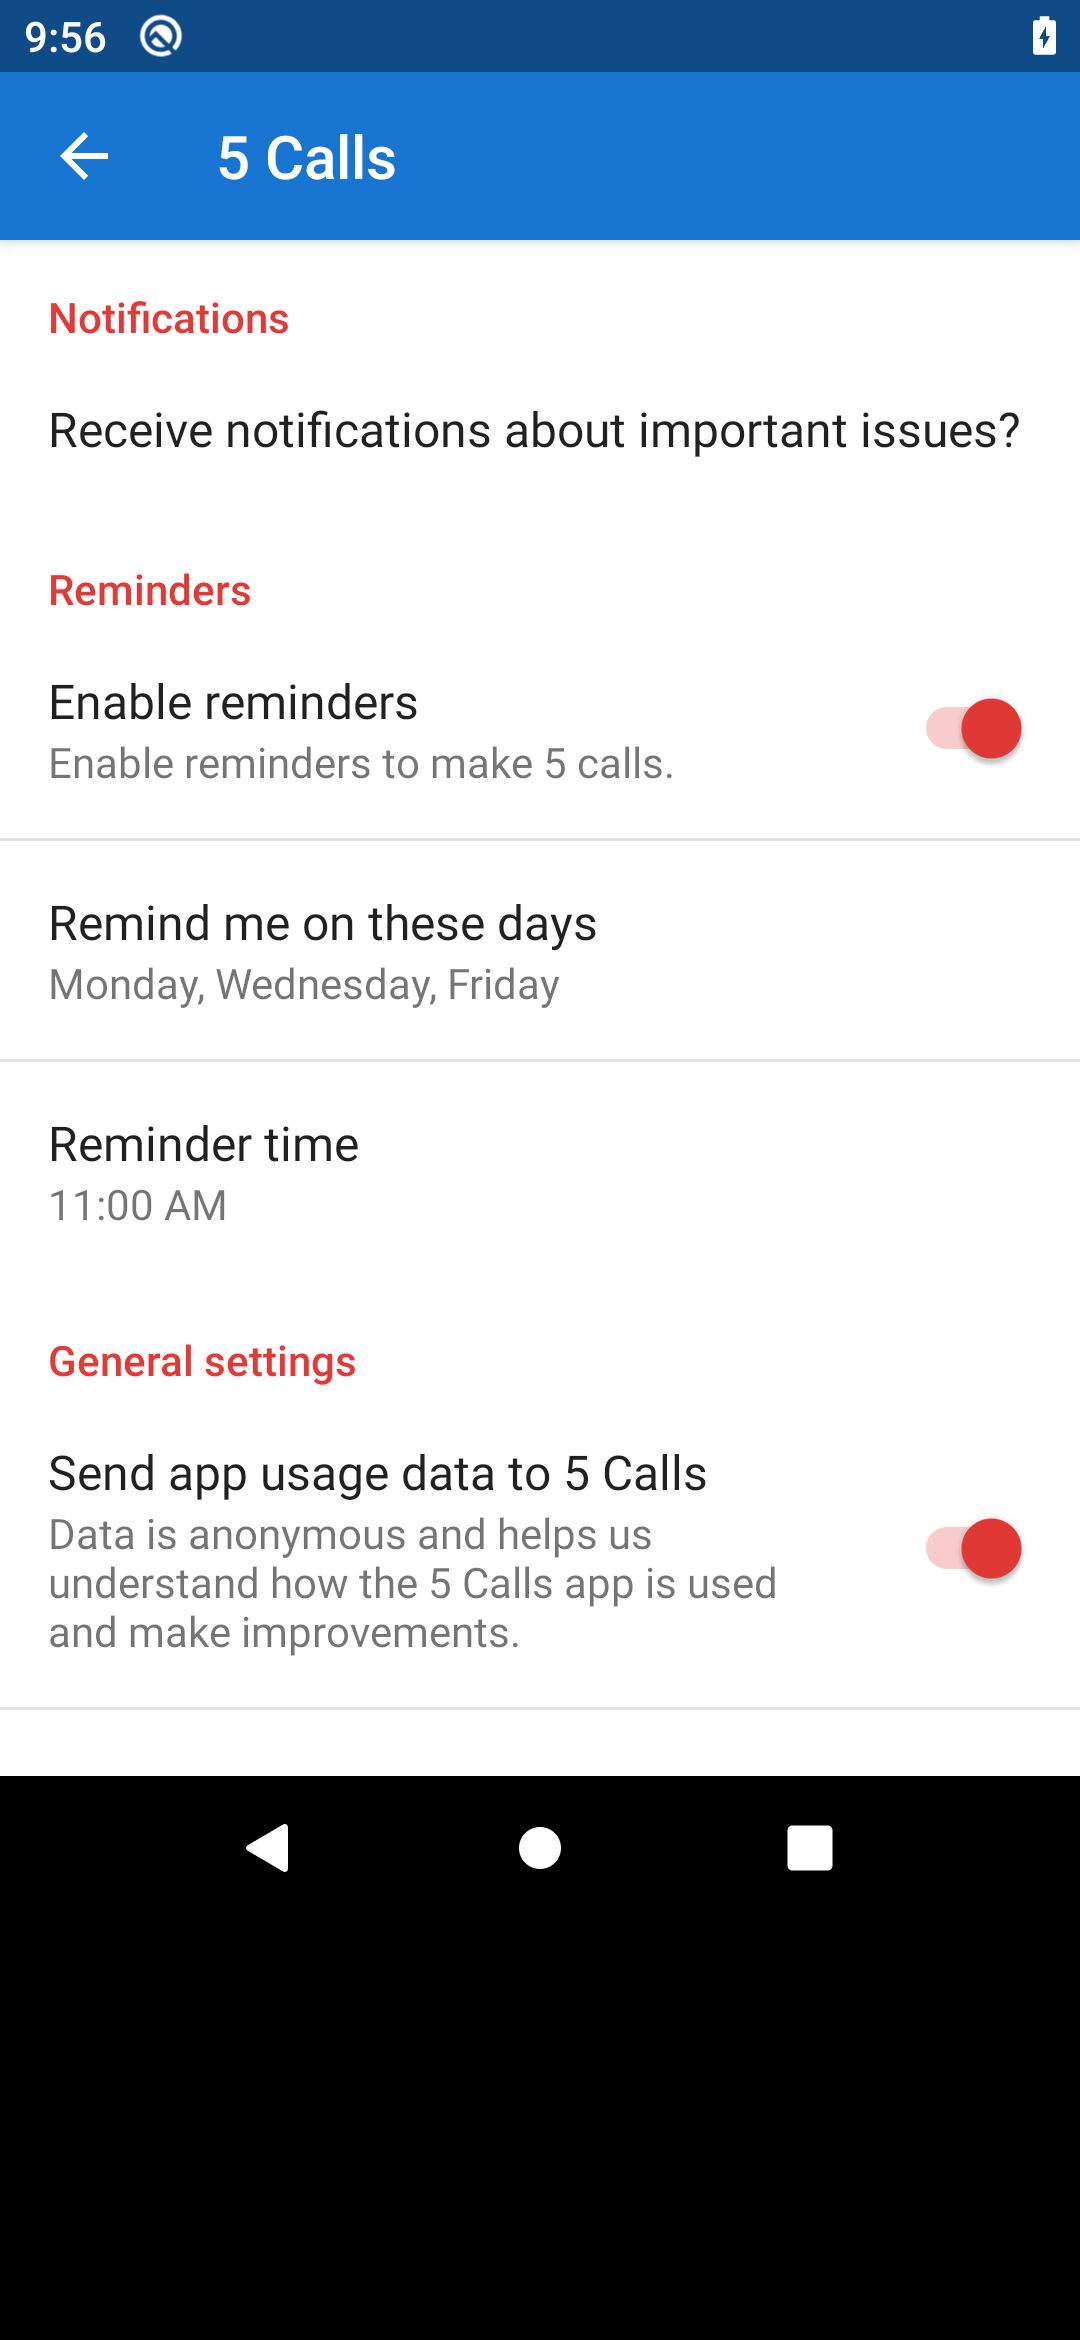 9:56
5 Calls
Notifications
Receive notifications about important issues?
Reminders
Enable reminders
Enable reminders to make 5 calls.
Remind me on these days
Monday, Wednesday, Friday
Reminder time
11:00 AM
General settings
Send app usage data to 5 Calls
Data is anonymous and helps us
understand how the 5 Calls app is used
and make improvements.